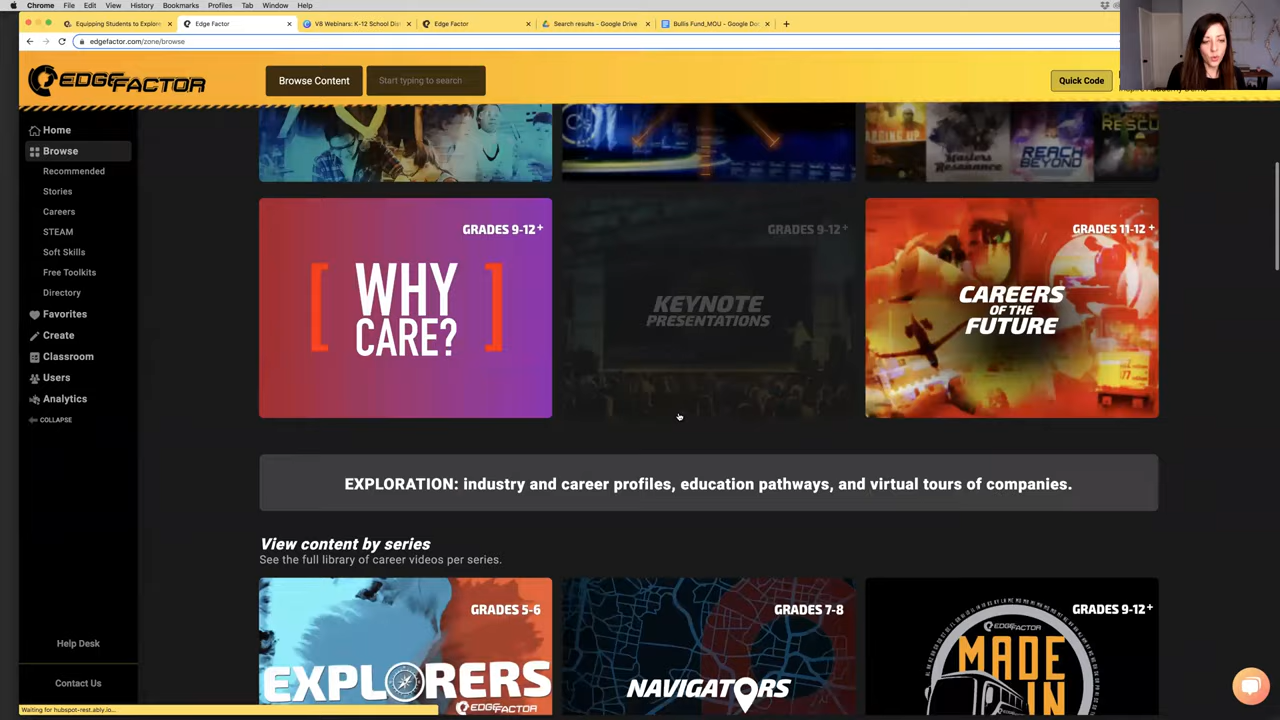 Chrome File Edit View History Bookmarks Profiles Tab Window Help
Equipping Students to Explore
Edge Factor
V8 Webinars: K-12 School Dis
Edge Factor
Search results - Google Drive
Bullis Fund_MOU - Google Do
edgefactor.com/zone/browse
EDGEFACTOR
Browse Content
Start typing to search
Quick Code
Home
Browse
Recommended
Stories
Careers
STEAM
Soft Skills
Free Toolkits
Directory
Favorites
Create
Classroom
Users
Analytics
COLLAPSE
Help Desk
Contact Us
REACH
BEYOND
GRADES 9-12+
[ WHY
CARE? ]
GRADES 9-12+
KEYNOTE
PRESENTATIONS
GRADES 11-12+
CAREERS
OF THE
FUTURE
EXPLORATION: industry and career profiles, education pathways, and virtual tours of companies.
View content by series
See the full library of career videos per series.
GRADES 5-6
EXPLORERS
EDGEFACTOR
GRADES 7-8
NAVIGATORS
GRADES 9-12+
EDGEFACTOR
MADE
IN
Waiting for hubspot-rest.ably.io...